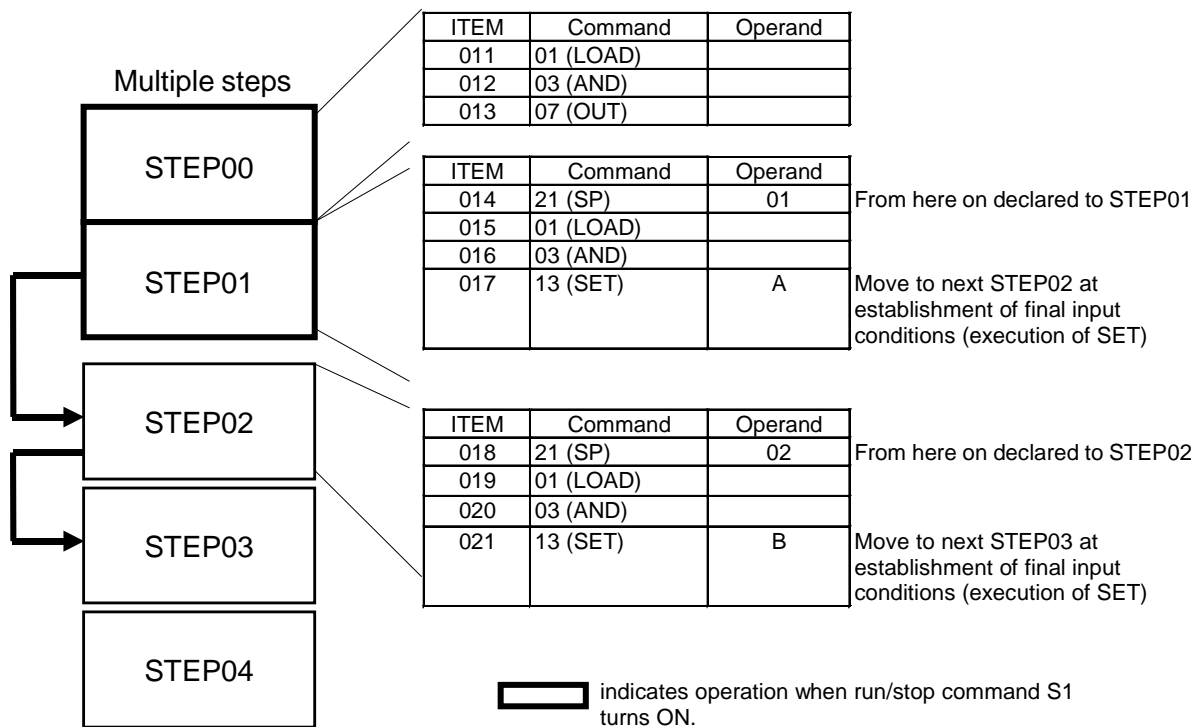 Multiple steps
STEP00
STEP01
STEP02
STEP03
STEP04
ITEM Command Operand
011 01 (LOAD)
012 03 (AND)
013 07 (OUT)
ITEM Command Operand
014 21 (SP) 01 From here on declared to STEP01
015 01 (LOAD)
016 03 (AND)
017 13 (SET) A Move to next STEP02 at
establishment of final input
conditions (execution of SET)
ITEM Command Operand
018 21 (SP) 02 From here on declared to STEP02
019 01 (LOAD)
020 03 (AND)
021 13 (SET) B Move to next STEP03 at
establishment of final input
conditions (execution of SET)
indicates operation when run/stop command S1
turns ON.